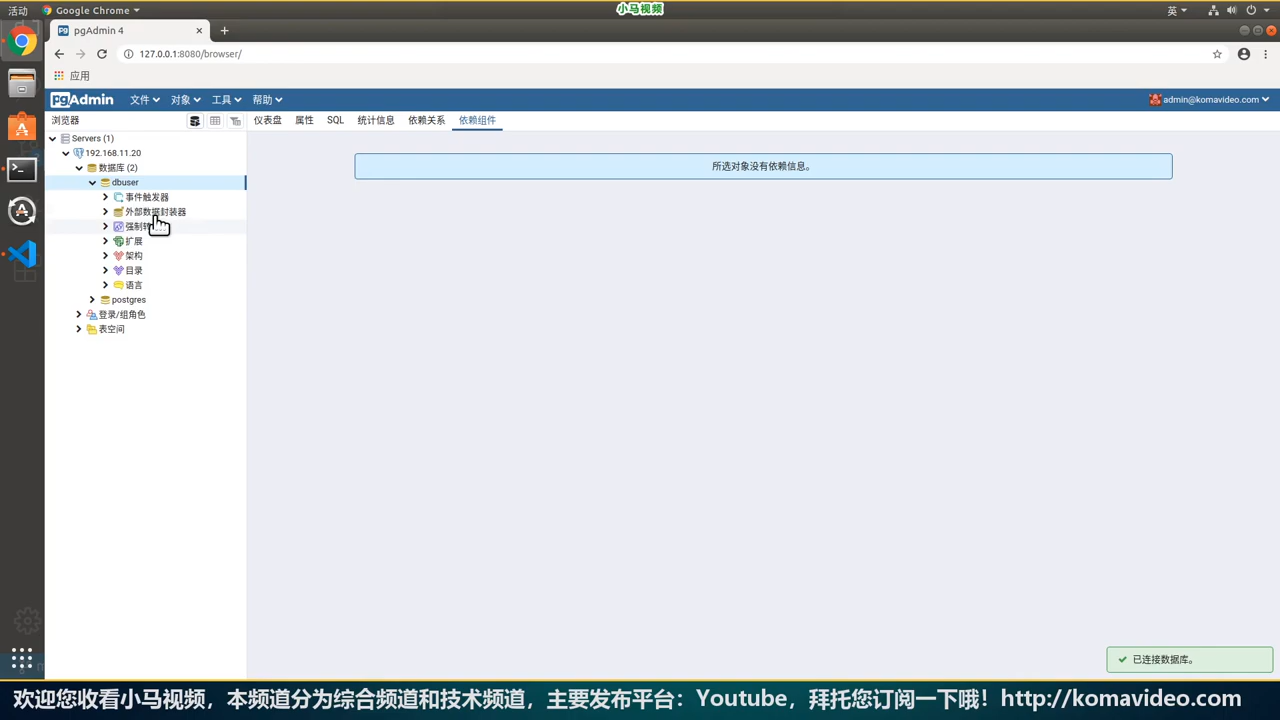 活动
Google Chrome
小马视频
英
pgAdmin 4
127.0.0.1:8080/browser/
应用
pgAdmin
文件
对象
工具
帮助
admin@komavideo.com
浏览器
仪表盘
属性
SQL
统计信息
依赖关系
依赖组件
Servers (1)
192.168.11.20
数据库 (2)
dbuser
事件触发器
外部数据封装器
强制转
扩展
架构
目录
语言
postgres
登录/组角色
表空间
所选对象没有依赖信息。
已连接数据库。
欢迎您收看小马视频，本频道分为综合频道和技术频道，主要发布平台：Youtube，拜托您订阅一下哦！http://komavideo.com